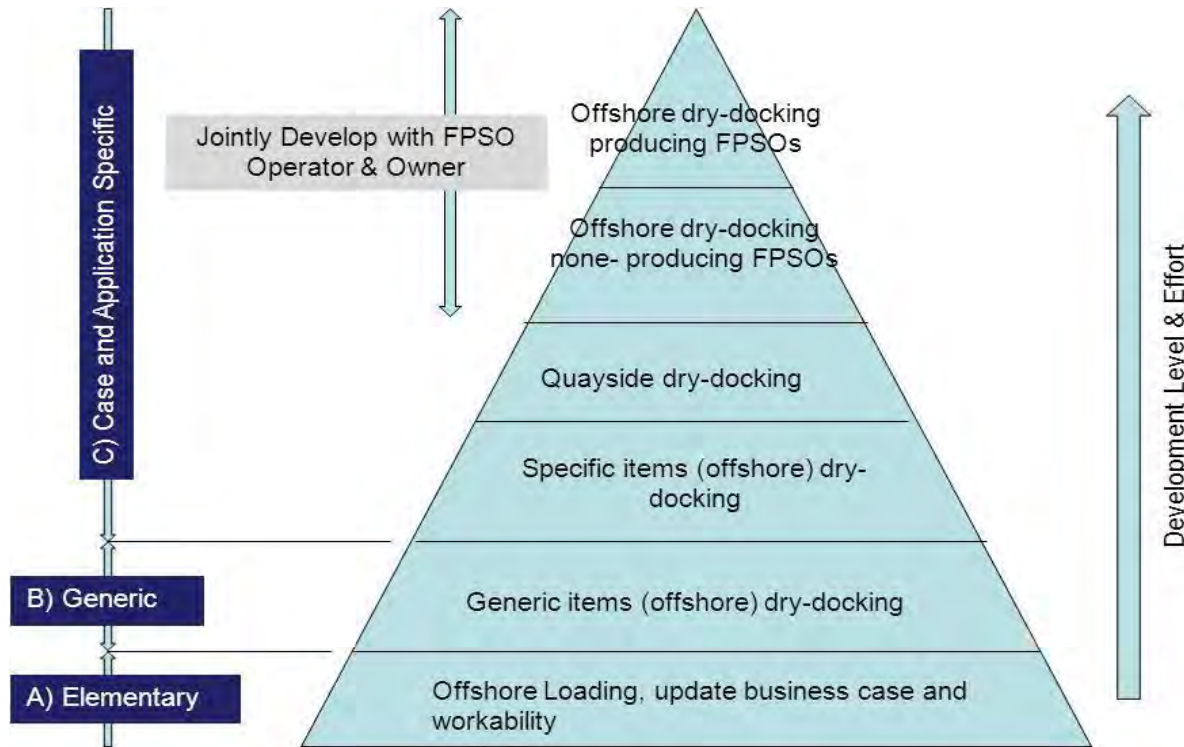 C) Case and Application Specific
B) Generic
A) Elementary
Jointly Develop with FPSO
Operator & Owner
Offshore dry-docking
producing FPSOs
Offshore dry-docking
none- producing FPSOs
Quayside dry-docking
Specific items (offshore) dry-
docking
Generic items (offshore) dry-docking
Offshore Loading, update business case and
workability
Development Level & Effort